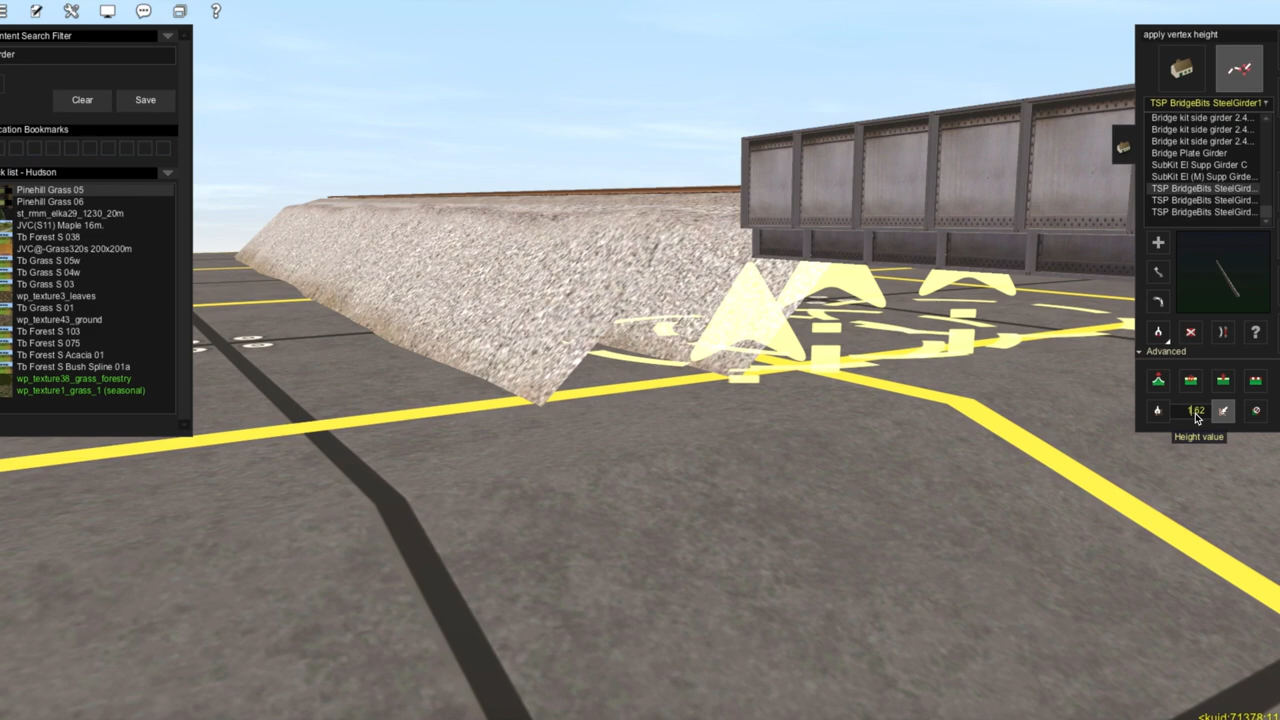 ntent Search Filter
rder
Clear
Save
cation Bookmarks
k list - Hudson
Pinehill Grass 05
Pinehill Grass 06
st_rmm_elka29_1230_20m
JVC(S11) Maple 16m.
Tb Forest S 038
JVC@-Grass320s 200x200m
Tb Grass S 05w
Tb Grass S 04w
Tb Grass S 03
wp_texture3_leaves
Tb Grass S 01
wp_texture43_ground
Tb Forest S 103
Tb Forest S 075
Tb Forest S Acacia 01
Tb Forest S Bush Spline 01a
wp_texture38_grass_forestry
wp_texture1_grass_1 (seasonal)
apply vertex height
TSP BridgeBits SteelGirder1
Bridge kit side girder 2.4...
Bridge kit side girder 2.4...
Bridge kit side girder 2.4...
Bridge Plate Girder
SubKit El Supp Girder C
SubKit El (M) Supp Girde...
TSP BridgeBits SteelGird...
TSP BridgeBits SteelGird...
TSP BridgeBits SteelGird...
Advanced
1.52
Height value